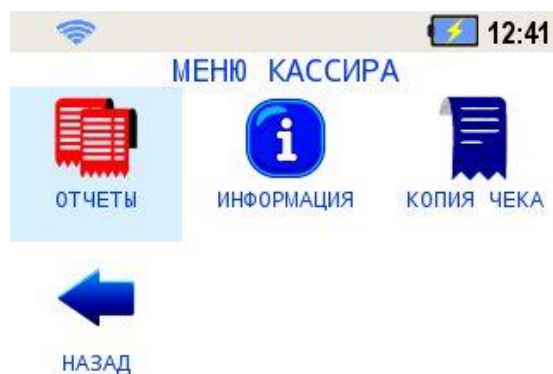 12:41
МЕНЮ КАССИРА
ОТЧЕТЫ
ИНФОРМАЦИЯ
КОПИЯ ЧЕКА
НАЗАД